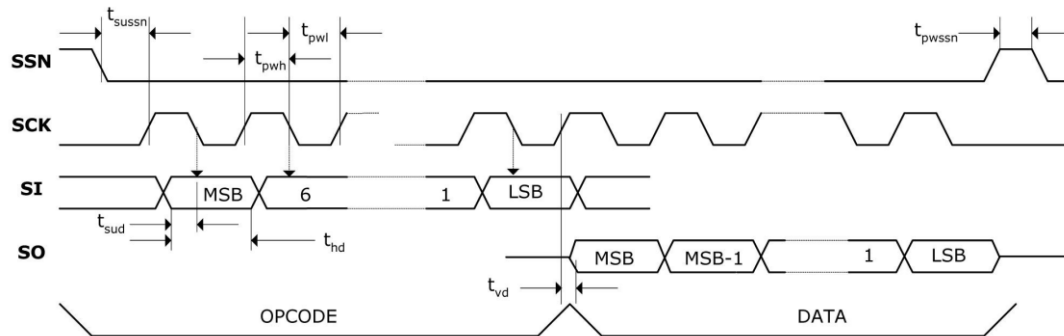 t_sussn t_pwl t_pwssn
SSN t_pwh
SCK
SI MSB 6 1 LSB
t_sud t_hd
SO MSB MSB-1 1 LSB
t_vd
OPCODE DATA